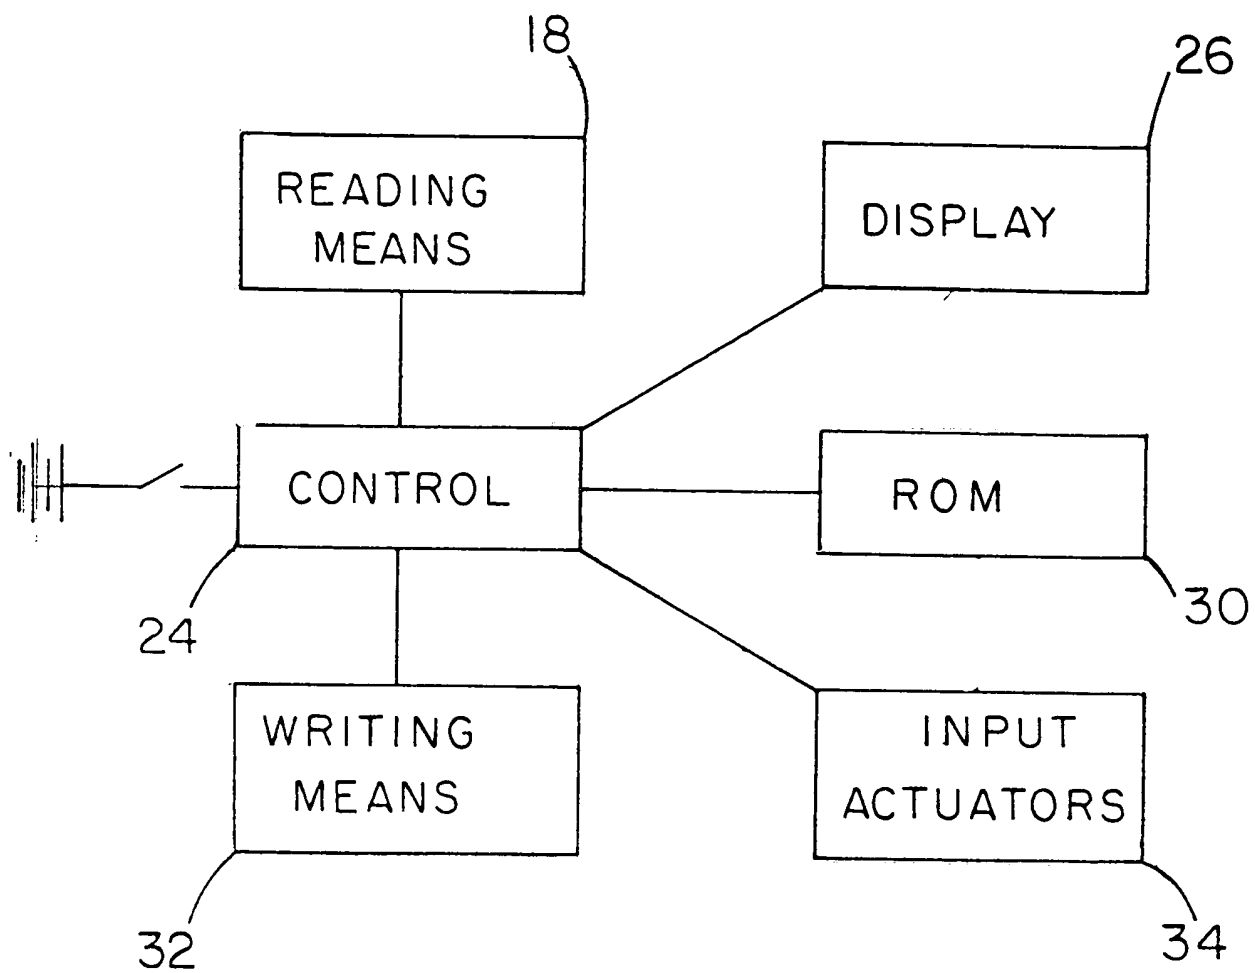 18
26
READING
MEANS
DISPLAY
CONTROL
ROM
24
30
WRITING
MEANS
INPUT
ACTUATORS
32
34